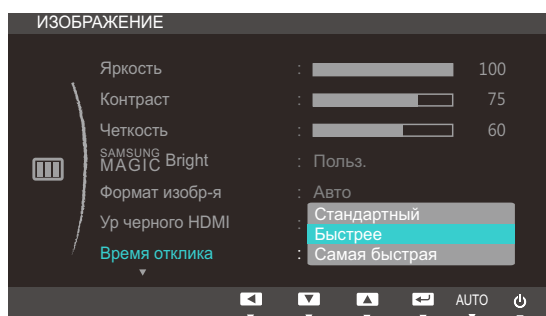 ИЗОБРАЖЕНИЕ
Яркость : 100
Контраст : 75
Четкость : 60
SAMSUNG MAGIC Bright : Польз.
Формат изобр-я : Авто
Ур черного HDMI :
Стандартный
Быстрее
Время отклика : Самая быстрая
AUTO